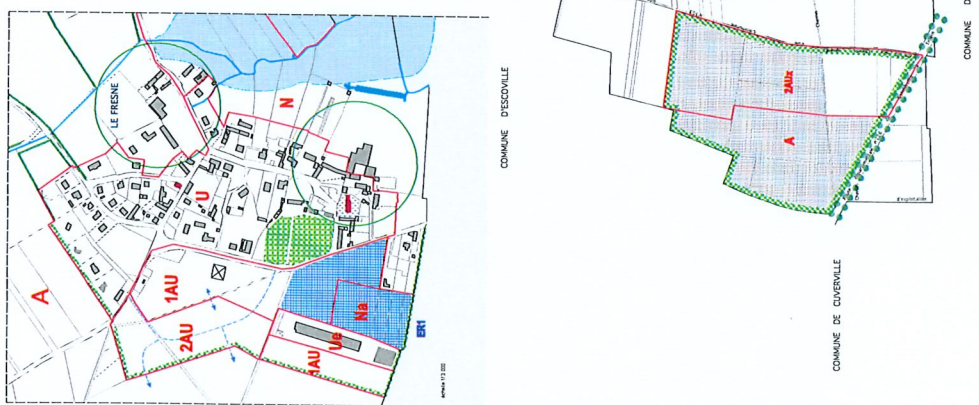 LE FRESNE
N
U
A
1AU
2AU
Na
Ue
1AU
ER1
COMMUNE D'ESCOVILLE
2AUx
A
COMMUNE DE CUVERVILLE
COMMUNE D